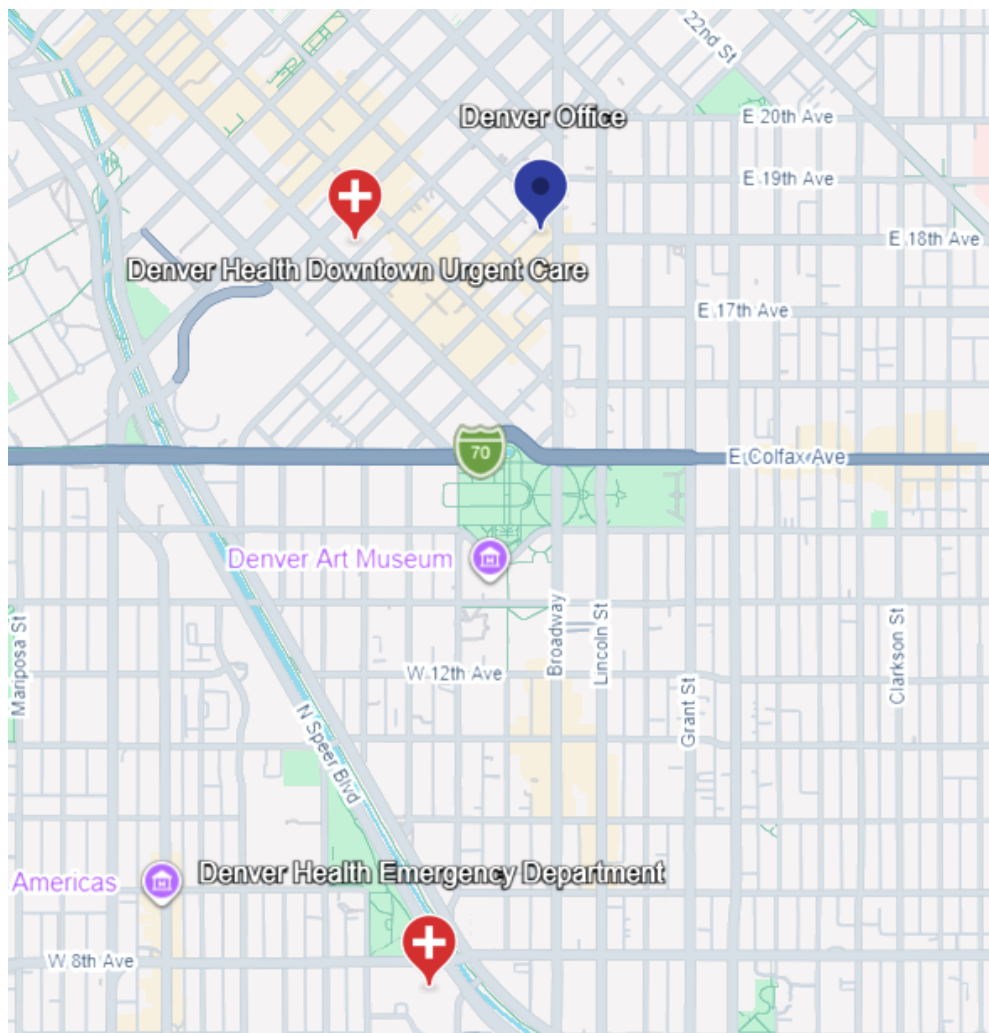 22nd St
Denver Office
E 20th Ave
E 19th Ave
E 18th Ave
Denver Health Downtown Urgent Care
E 17th Ave
70
E Colfax Ave
Denver Art Museum
Mariposa St
Broadway
Lincoln St
Clarkson St
W 12th Ave
Grant St
N Speer Blvd
Americas
Denver Health Emergency Department
W 8th Ave